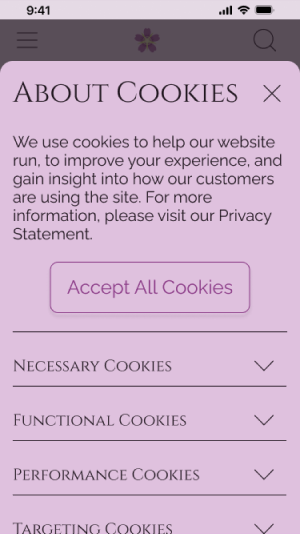 9:41
About Cookies
We use cookies to help our website
run, to improve your experience, and
gain insight into how our customers
are using the site. For more
information, please visit our Privacy
Statement.
Accept All Cookies
Necessary Cookies
Functional Cookies
Performance Cookies
Targeting Cookies